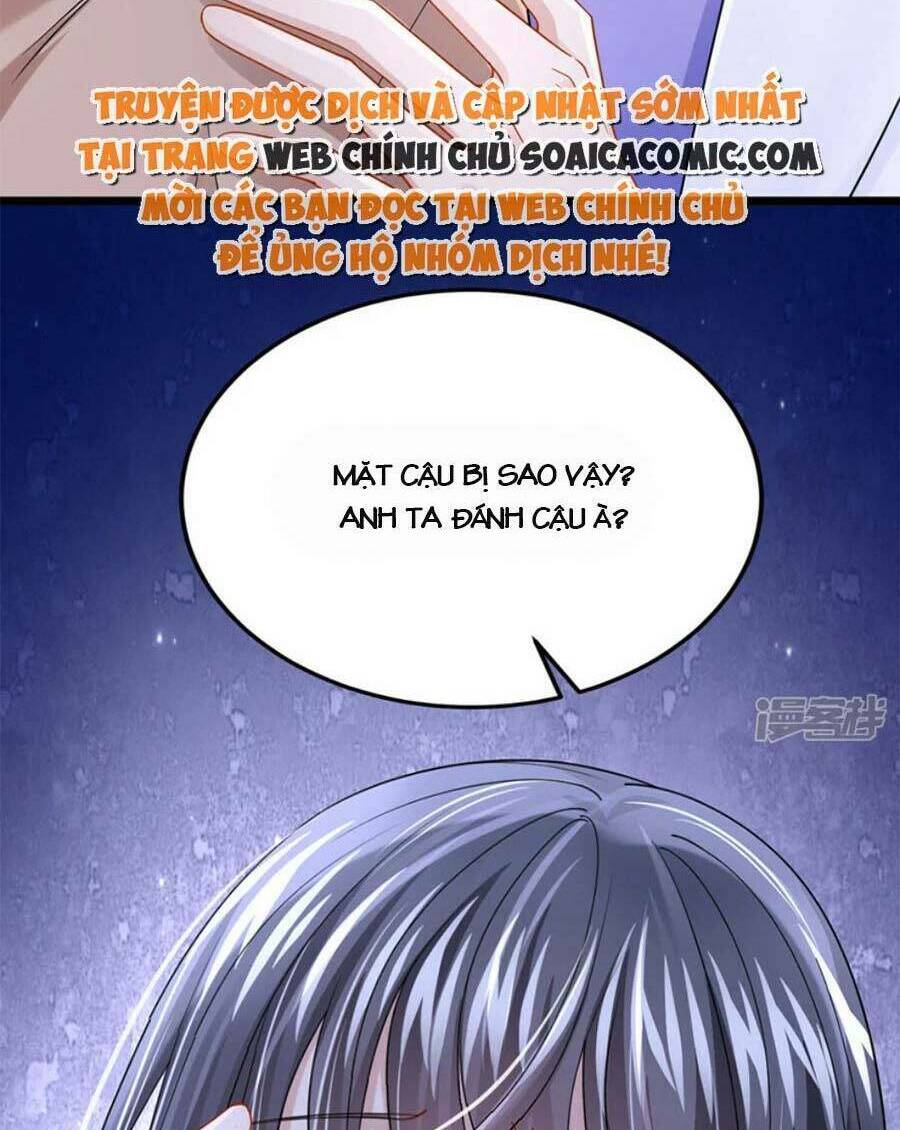 TRUYỆN ĐƯỢC DỊCH VÀ CẬP NHẬT SỚM NHẤT
TẠI TRANG WEB CHÍNH CHỦ SOAICACOMIC.COM
MỜI CÁC BẠN ĐỌC TẠI WEB CHÍNH CHỦ
ĐỂ ỦNG HỘ NHÓM DỊCH NHÉ!
MẶT CẬU BỊ SAO VẬY?
ANH TA ĐÁNH CẬU À?
漫客栈